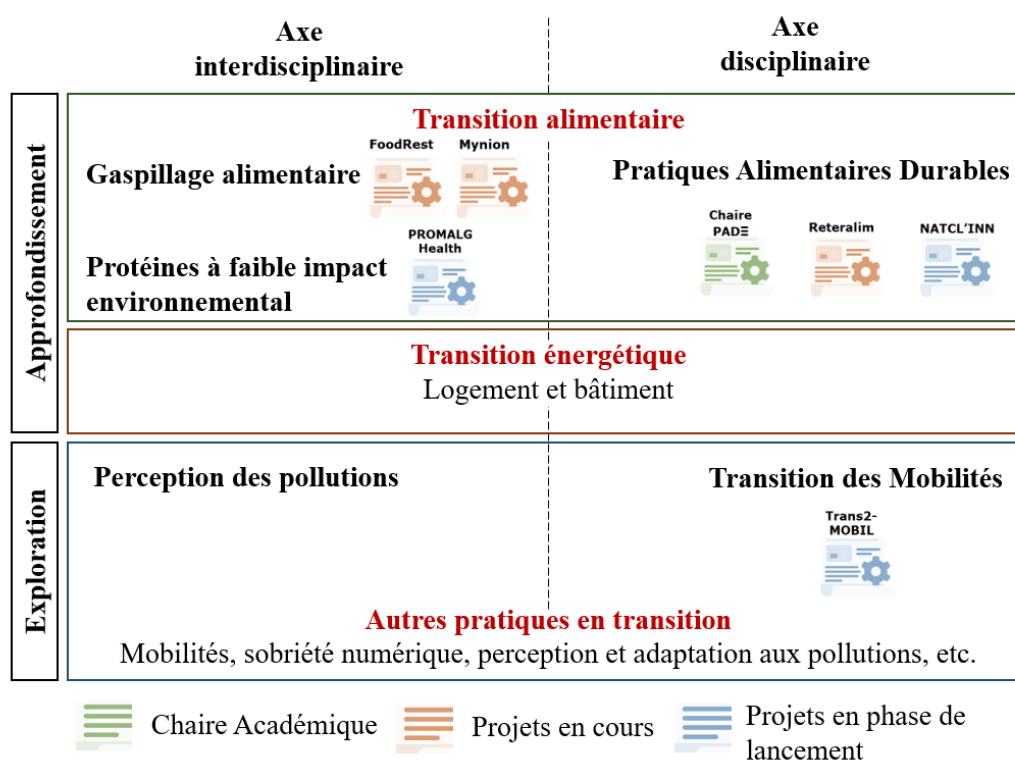 Axe
interdisciplinaire
Axe
disciplinaire
Approfondissement
Transition alimentaire
FoodRest
Mynion
Gaspillage alimentaire
Pratiques Alimentaires Durables
Chaire
PADΞ
Reteralim
NATCL'INN
PROMALG
Health
Protéines à faible impact
environnemental
Transition énergétique
Logement et bâtiment
Exploration
Perception des pollutions
Transition des Mobilités
Trans2-
MOBIL
Autres pratiques en transition
Mobilités, sobriété numérique, perception et adaptation aux pollutions, etc.
Chaire Académique
Projets en cours
Projets en phase de
lancement